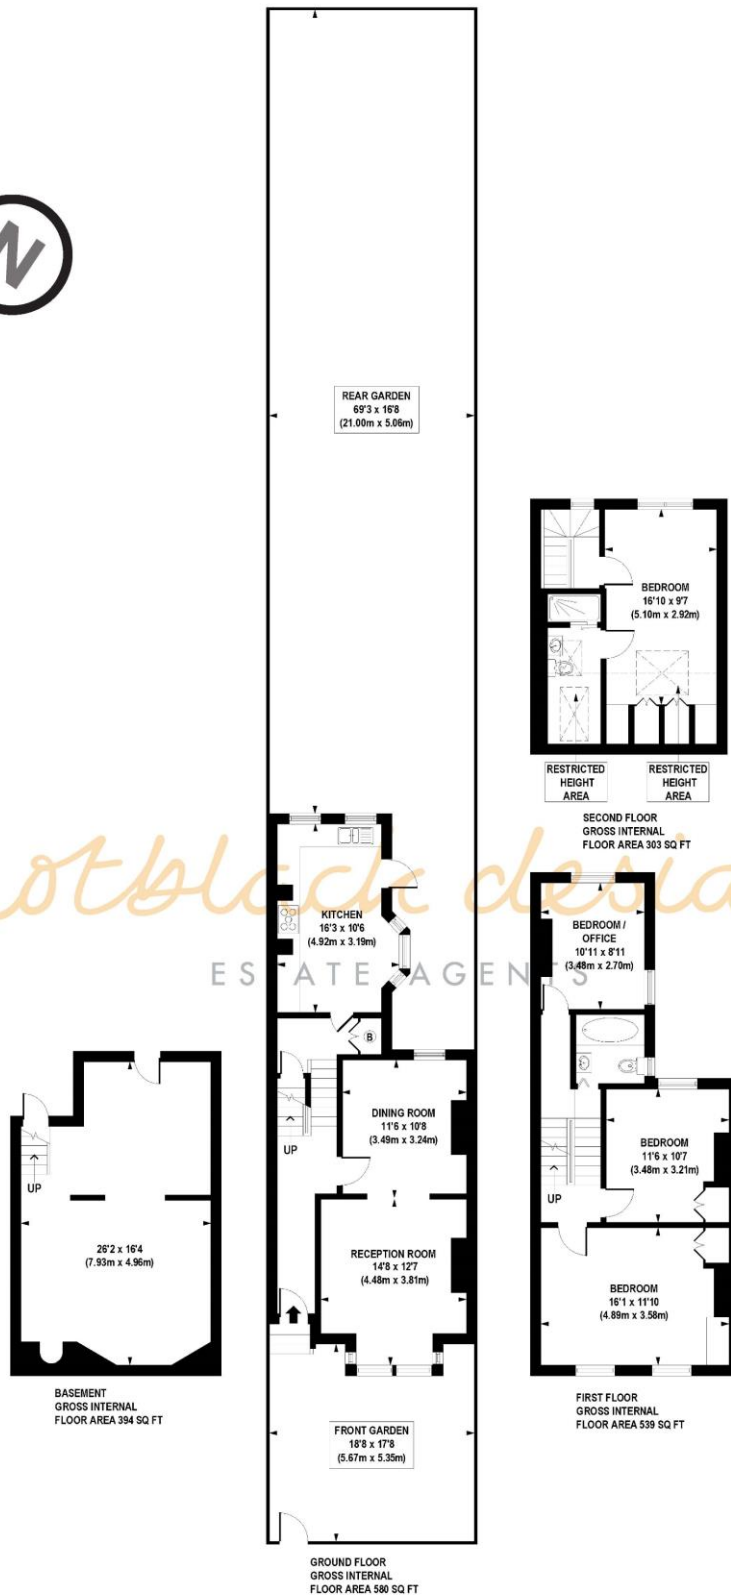 N
REAR GARDEN
69'3 x 16'8
(21.00m x 5.06m)
BEDROOM
16'10 x 9'7
(5.10m x 2.92m)
RESTRICTED
HEIGHT
AREA
RESTRICTED
HEIGHT
AREA
SECOND FLOOR
GROSS INTERNAL
FLOOR AREA 303 SQ FT
KITCHEN
16'3 x 10'6
(4.92m x 3.19m)
B
UP
DINING ROOM
11'6 x 10'8
(3.49m x 3.24m)
RECEPTION ROOM
14'8 x 12'7
(4.48m x 3.81m)
FRONT GARDEN
18'8 x 17'8
(5.67m x 5.35m)
GROUND FLOOR
GROSS INTERNAL
FLOOR AREA 580 SQ FT
BEDROOM /
OFFICE
10'11 x 8'11
(3.48m x 2.70m)
BEDROOM
11'6 x 10'7
(3.48m x 3.21m)
UP
BEDROOM
16'1 x 11'10
(4.89m x 3.58m)
FIRST FLOOR
GROSS INTERNAL
FLOOR AREA 539 SQ FT
UP
26'2 x 16'4
(7.93m x 4.96m)
BASEMENT
GROSS INTERNAL
FLOOR AREA 394 SQ FT
otblack desia
ESTATE AGENTS